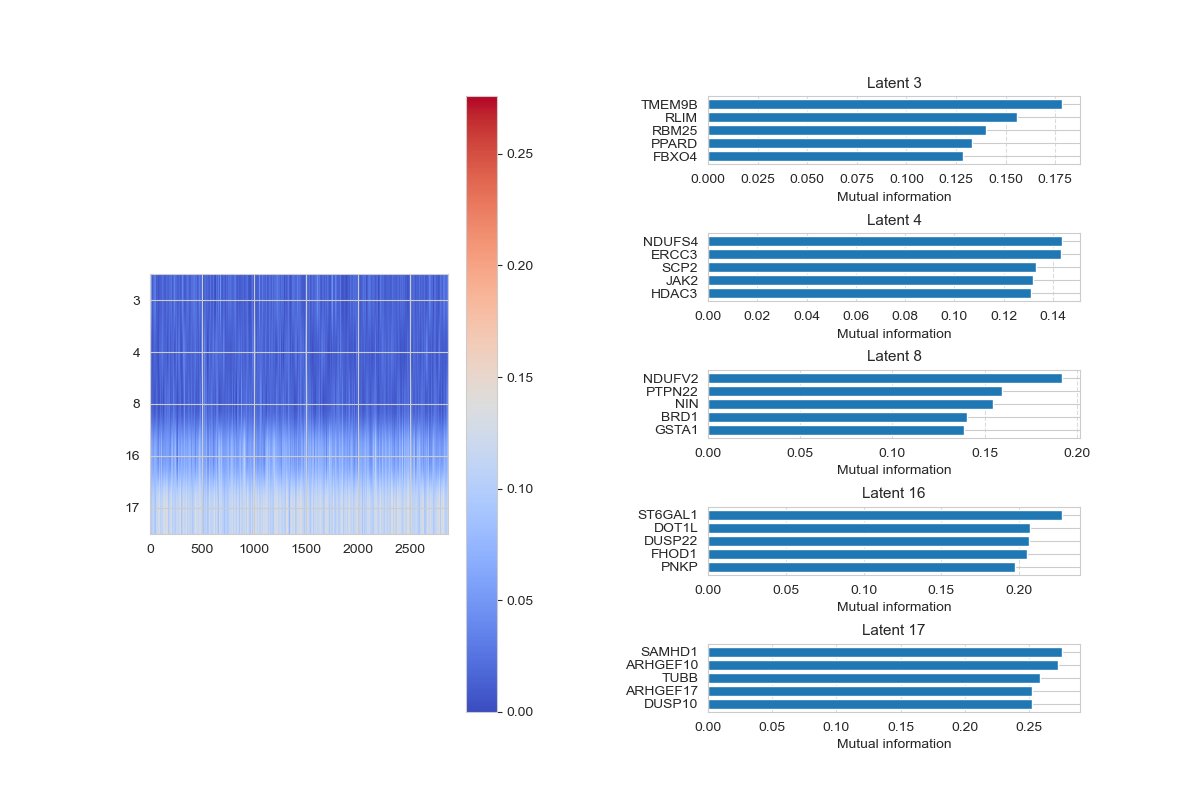 3
4
8
16
17
0 500 1000 1500 2000 2500
0.25
0.20
0.15
0.10
0.05
0.00
Latent 3
TMEM9B
RLIM
RBM25
PPARD
FBXO4
0.000 0.025 0.050 0.075 0.100 0.125 0.150 0.175
Mutual information
Latent 4
NDUFS4
ERCC3
SCP2
JAK2
HDAC3
0.00 0.02 0.04 0.06 0.08 0.10 0.12 0.14
Mutual information
Latent 8
NDUFV2
PTPN22
NIN
BRD1
GSTA1
0.00 0.05 0.10 0.15 0.20
Mutual information
Latent 16
ST6GAL1
DOT1L
DUSP22
FHOD1
PNKP
0.00 0.05 0.10 0.15 0.20
Mutual information
Latent 17
SAMHD1
ARHGEF10
TUBB
ARHGEF17
DUSP10
0.00 0.05 0.10 0.15 0.20 0.25
Mutual information